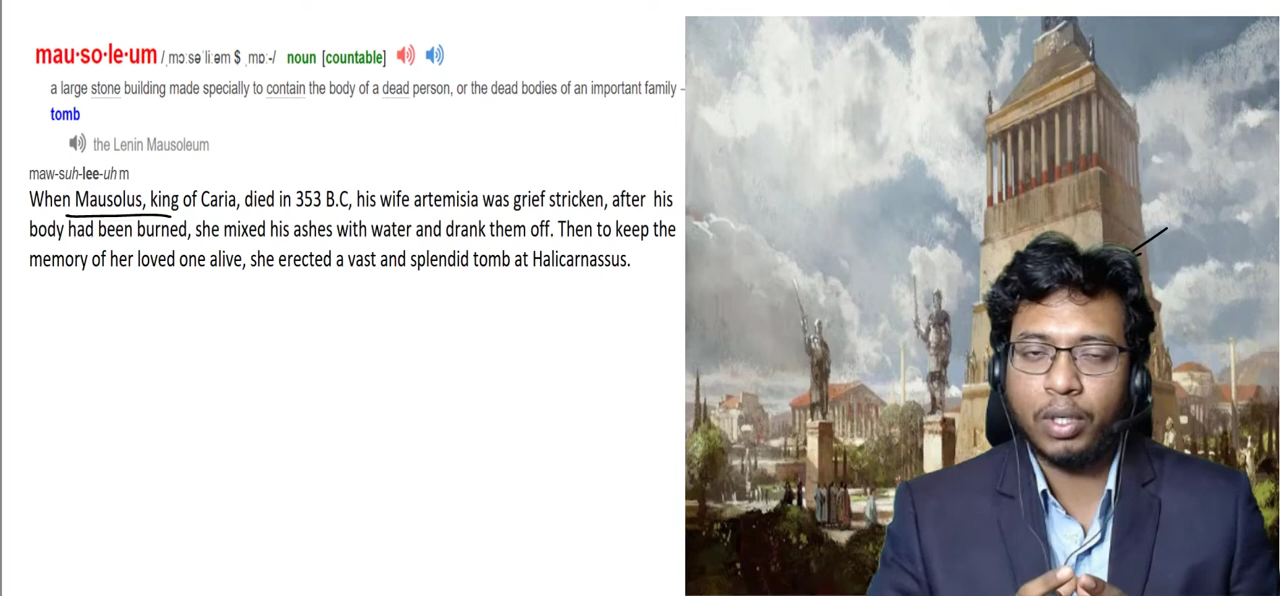 mau·so·le·um / ˌmɔːsəˈliːəm $ ˌmɒː-/ noun [countable]
a large stone building made specially to contain the body of a dead person, or the dead bodies of an important family –
tomb
the Lenin Mausoleum
maw-suh-lee-uh m
When Mausolus, king of Caria, died in 353 B.C, his wife artemisia was grief stricken, after his
body had been burned, she mixed his ashes with water and drank them off. Then to keep the
memory of her loved one alive, she erected a vast and splendid tomb at Halicarnassus.